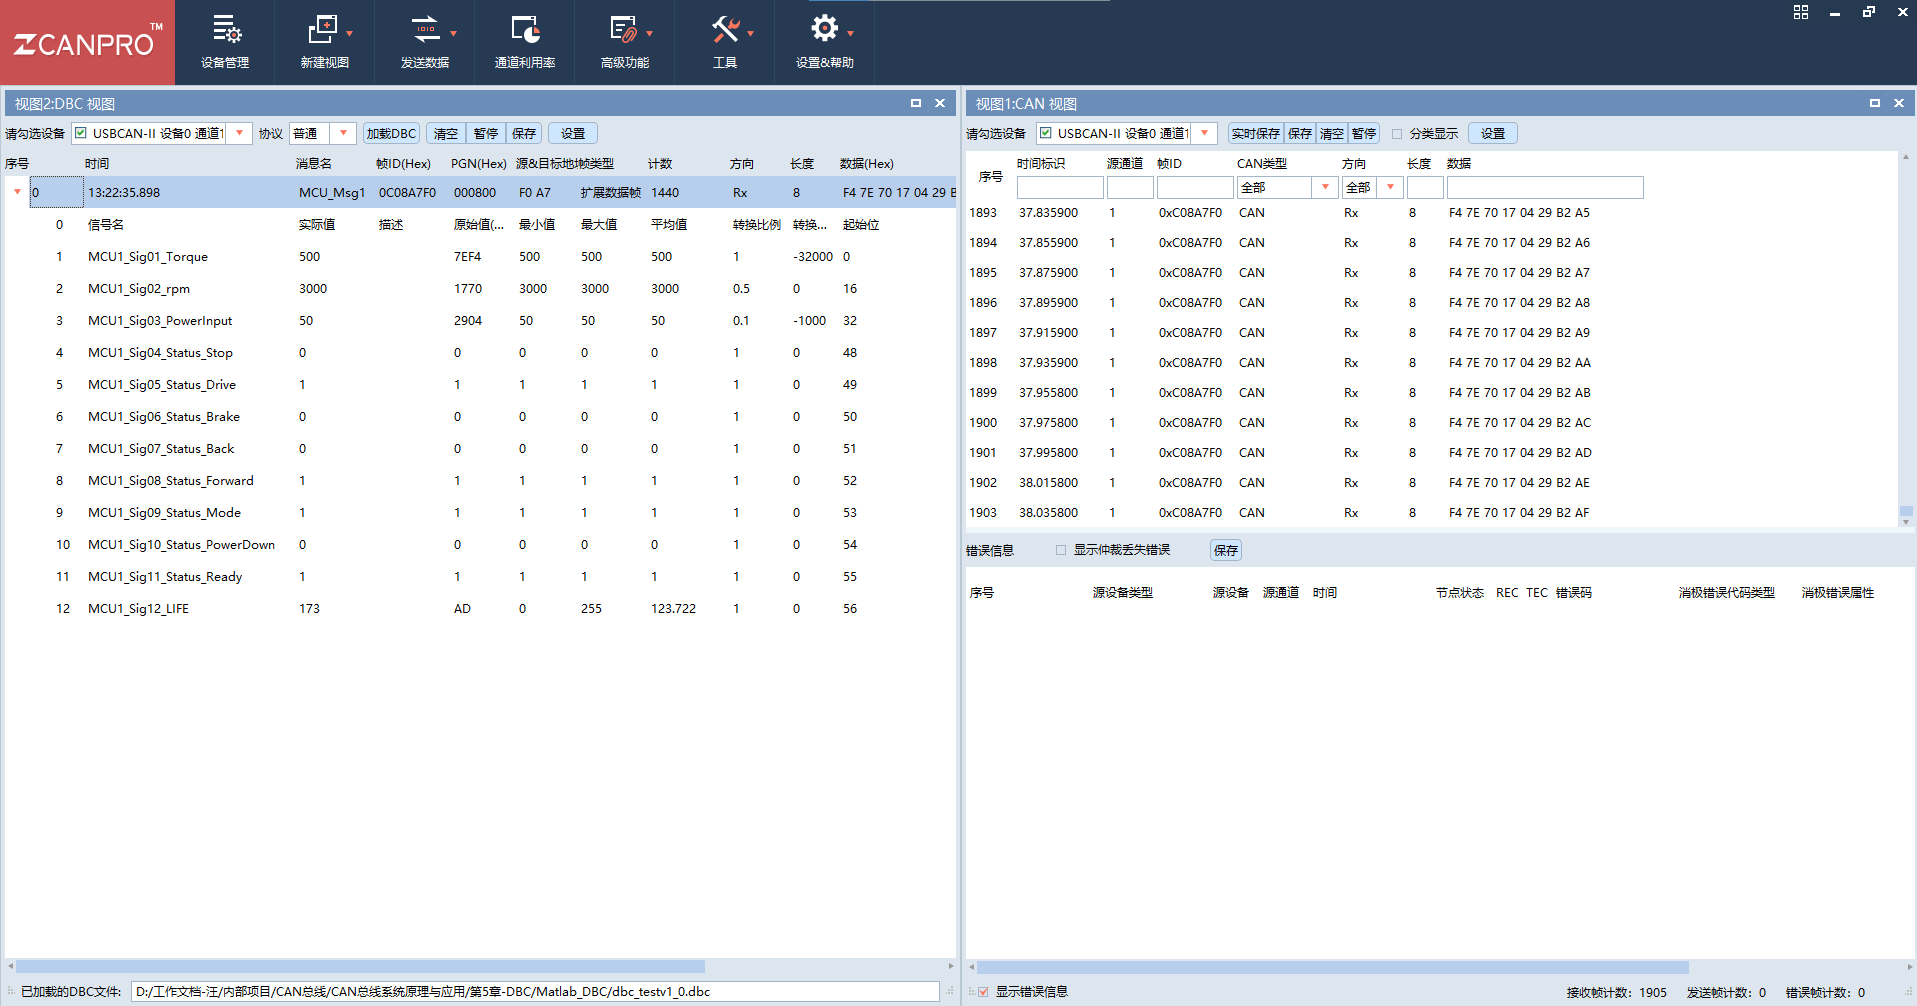 ZCANPRO TM
设备管理 新建视图 发送数据 通道利用率 高级功能 工具 设置&帮助
视图2:DBC 视图
请勾选设备 USBCAN-II 设备0 通道1 协议 普通 加载DBC 清空 暂停 保存 设置
序号 时间 消息名 帧ID(Hex) PGN(Hex) 源&目标地址 帧类型 计数 方向 长度 数据(Hex)
0 13:22:35.898 MCU_Msg1 0C08A7F0 000800 F0 A7 扩展数据帧 1440 Rx 8 F4 7E 70 17 04 29 B
0 信号名 实际值 描述 原始值(... 最小值 最大值 平均值 转换比例 转换... 起始位
1 MCU1_Sig01_Torque 500 7EF4 500 500 500 1 -32000 0
2 MCU1_Sig02_rpm 3000 1770 3000 3000 3000 0.5 0 16
3 MCU1_Sig03_PowerInput 50 2904 50 50 50 0.1 -1000 32
4 MCU1_Sig04_Status_Stop 0 0 0 0 0 1 0 48
5 MCU1_Sig05_Status_Drive 1 1 1 1 1 1 0 49
6 MCU1_Sig06_Status_Brake 0 0 0 0 0 1 0 50
7 MCU1_Sig07_Status_Back 0 0 0 0 0 1 0 51
8 MCU1_Sig08_Status_Forward 1 1 1 1 1 1 0 52
9 MCU1_Sig09_Status_Mode 1 1 1 1 1 1 0 53
10 MCU1_Sig10_Status_PowerDown 0 0 0 0 0 1 0 54
11 MCU1_Sig11_Status_Ready 1 1 1 1 1 1 0 55
12 MCU1_Sig12_LIFE 173 AD 0 255 123.722 1 0 56
已加载的DBC文件: D:/工作文档-汪/内部项目/CAN总线/CAN总线系统原理与应用/第5章-DBC/Matlab_DBC/dbc_testv1_0.dbc
视图1:CAN 视图
请勾选设备 USBCAN-II 设备0 通道1 实时保存 保存 清空 暂停 分类显示 设置
序号 时间标识 源通道 帧ID CAN类型 方向 长度 数据
全部 全部
1893 37.835900 1 0xC08A7F0 CAN Rx 8 F4 7E 70 17 04 29 B2 A5
1894 37.855900 1 0xC08A7F0 CAN Rx 8 F4 7E 70 17 04 29 B2 A6
1895 37.875900 1 0xC08A7F0 CAN Rx 8 F4 7E 70 17 04 29 B2 A7
1896 37.895900 1 0xC08A7F0 CAN Rx 8 F4 7E 70 17 04 29 B2 A8
1897 37.915900 1 0xC08A7F0 CAN Rx 8 F4 7E 70 17 04 29 B2 A9
1898 37.935900 1 0xC08A7F0 CAN Rx 8 F4 7E 70 17 04 29 B2 AA
1899 37.955800 1 0xC08A7F0 CAN Rx 8 F4 7E 70 17 04 29 B2 AB
1900 37.975800 1 0xC08A7F0 CAN Rx 8 F4 7E 70 17 04 29 B2 AC
1901 37.995800 1 0xC08A7F0 CAN Rx 8 F4 7E 70 17 04 29 B2 AD
1902 38.015800 1 0xC08A7F0 CAN Rx 8 F4 7E 70 17 04 29 B2 AE
1903 38.035800 1 0xC08A7F0 CAN Rx 8 F4 7E 70 17 04 29 B2 AF
错误信息 显示仲裁丢失错误 保存
序号 源设备类型 源设备 源通道 时间 节点状态 REC TEC 错误码 消极错误代码类型 消极错误属性
显示错误信息 接收帧计数: 1905 发送帧计数: 0 错误帧计数: 0